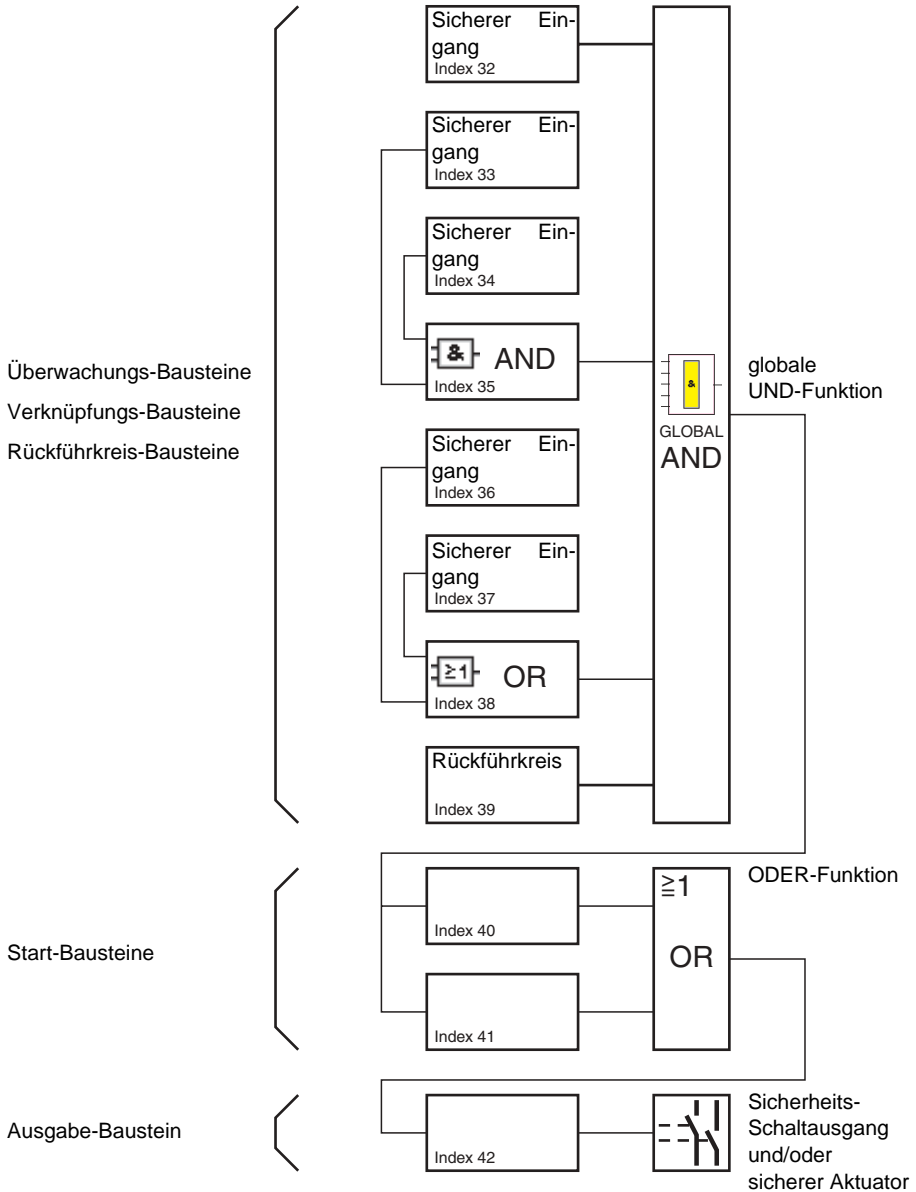 Sicherer Ein-
gang
Index 32
Sicherer Ein-
gang
Index 33
Sicherer Ein-
gang
Index 34
& AND
Index 35
Überwachungs-Bausteine
Verknüpfungs-Bausteine
Rückführkreis-Bausteine
&
GLOBAL
AND
globale
UND-Funktion
Sicherer Ein-
gang
Index 36
Sicherer Ein-
gang
Index 37
≥1 OR
Index 38
Rückführkreis
Index 39
Start-Bausteine
Index 40
Index 41
≧1
OR
ODER-Funktion
Ausgabe-Baustein
Index 42
Sicherheits-
Schaltausgang
und/oder
sicherer Aktuator